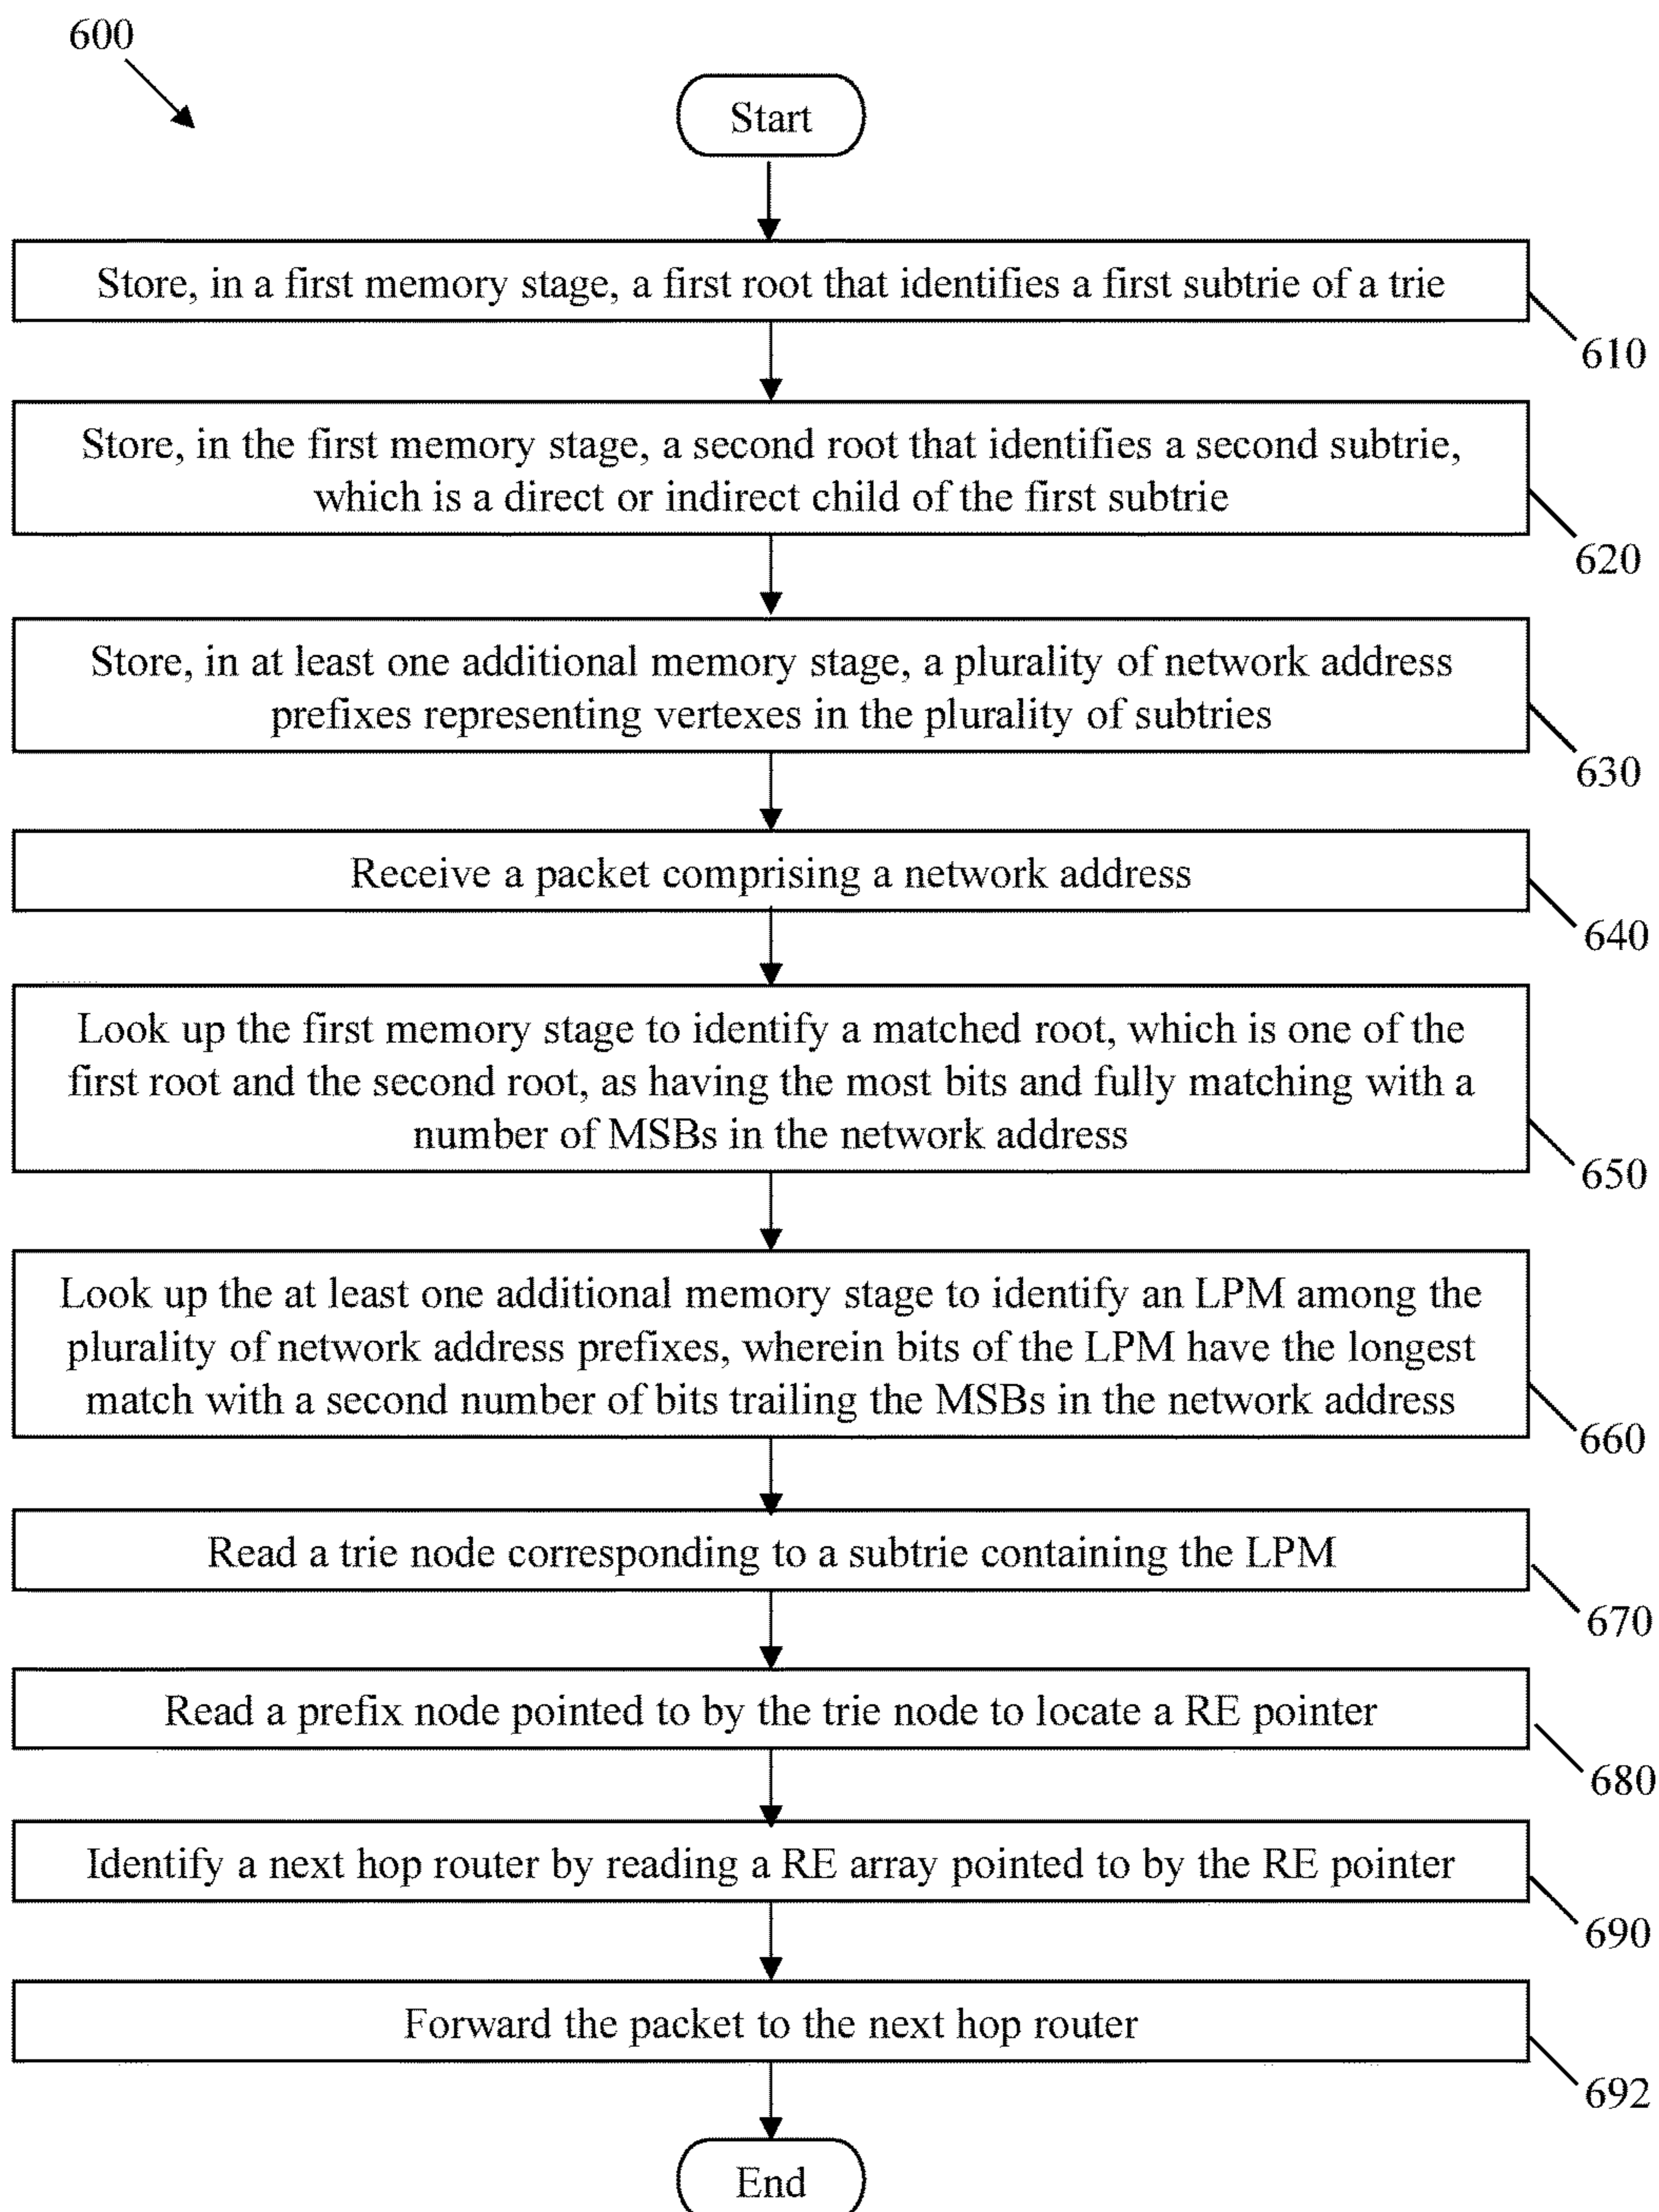 600
Start
Store, in a first memory stage, a first root that identifies a first subtrie of a trie
610
Store, in the first memory stage, a second root that identifies a second subtrie,
which is a direct or indirect child of the first subtrie
620
Store, in at least one additional memory stage, a plurality of network address
prefixes representing vertexes in the plurality of subtries
630
Receive a packet comprising a network address
640
Look up the first memory stage to identify a matched root, which is one of the
first root and the second root, as having the most bits and fully matching with a
number of MSBs in the network address
650
Look up the at least one additional memory stage to identify an LPM among the
plurality of network address prefixes, wherein bits of the LPM have the longest
match with a second number of bits trailing the MSBs in the network address
660
Read a trie node corresponding to a subtrie containing the LPM
670
Read a prefix node pointed to by the trie node to locate a RE pointer
680
Identify a next hop router by reading a RE array pointed to by the RE pointer
690
Forward the packet to the next hop router
692
End